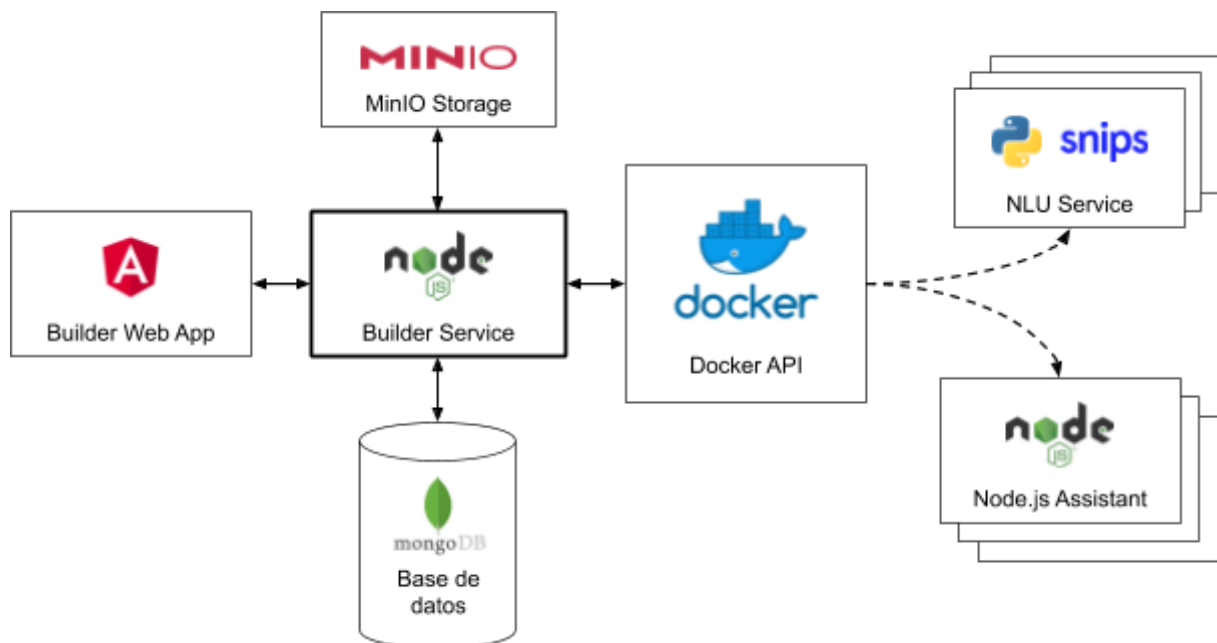 MINIO
MinIO Storage
snips
NLU Service
A
Builder Web App
node
JS
Builder Service
docker
Docker API
node
JS
Node.js Assistant
mongoDB
Base de
datos